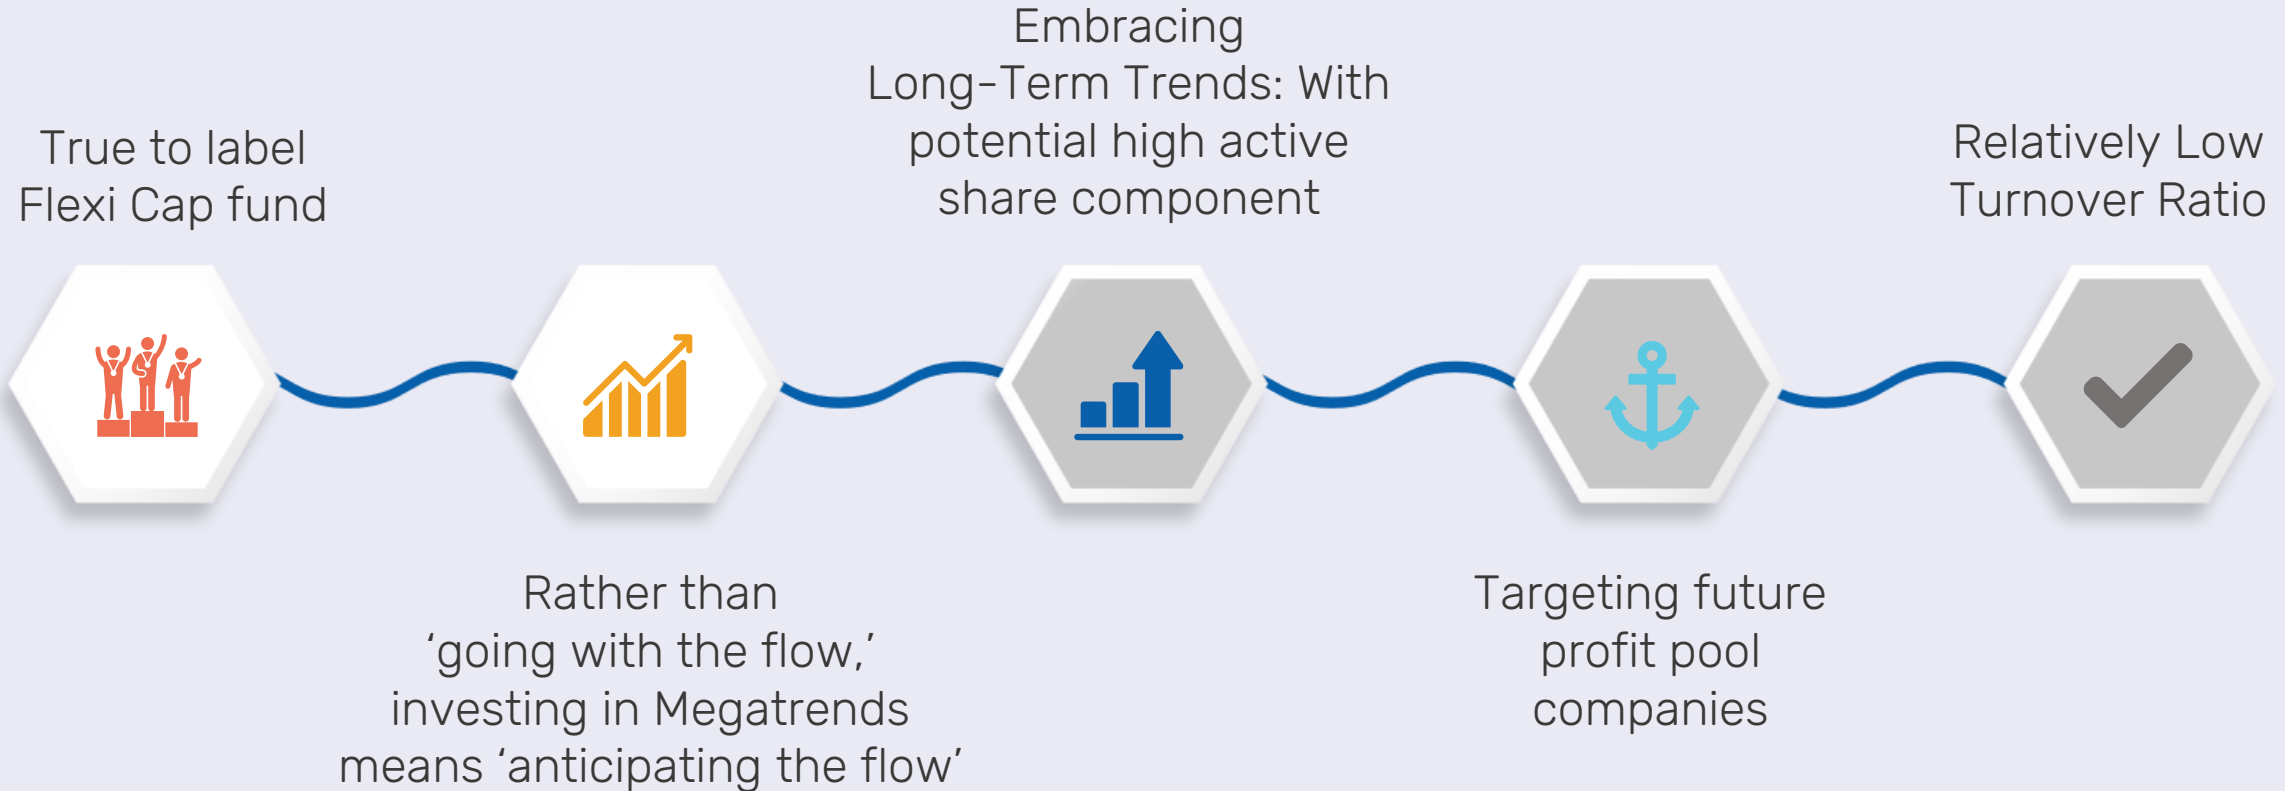 True to label
Flexi Cap fund
Rather than
‘going with the flow,’
investing in Megatrends
means ‘anticipating the flow’
Embracing
Long-Term Trends: With
potential high active
share component
Targeting future
profit pool
companies
Relatively Low
Turnover Ratio